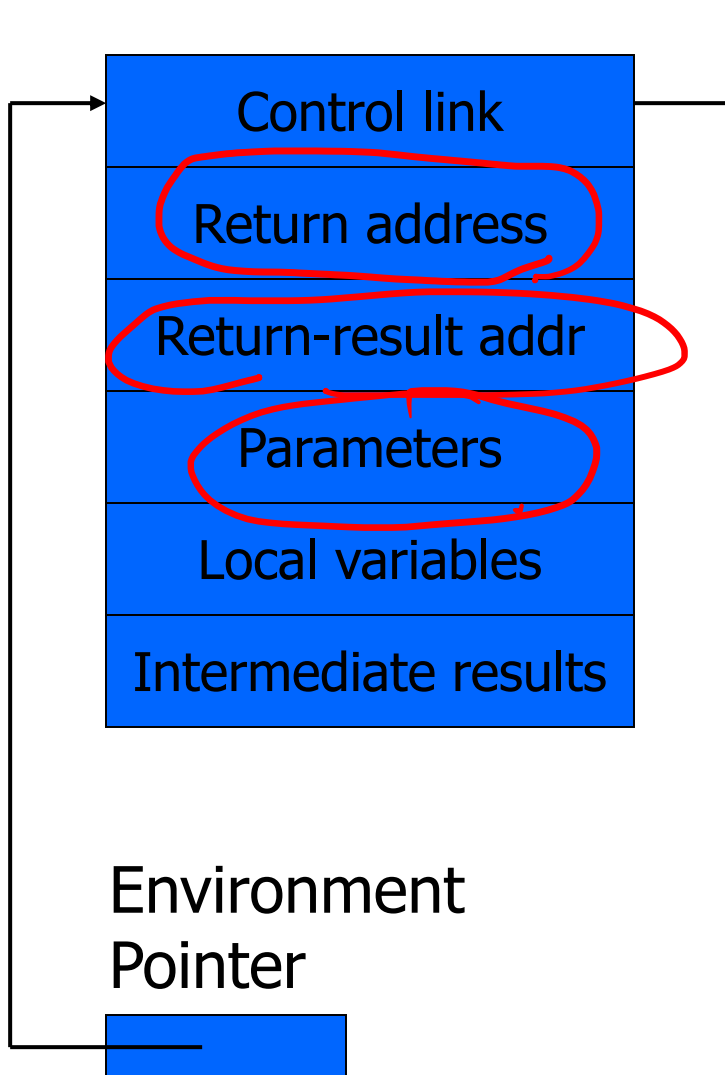 Control link
Return address
Return-result addr
Parameters
Local variables
Intermediate results
Environment
Pointer